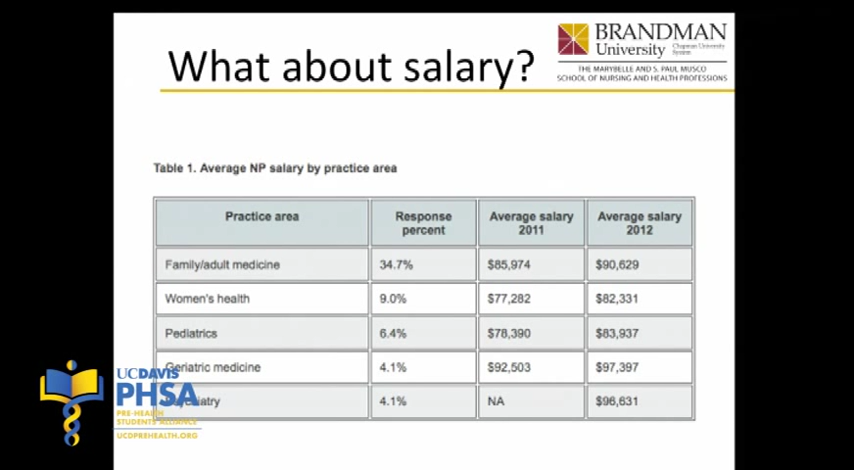 What about salary?
BRANDMAN
University
Chapman University
System
THE MARYBELLE AND S. PAUL MUSCO
SCHOOL OF NURSING AND HEALTH PROFESSIONS
Table 1. Average NP salary by practice area
Practice area Response percent Average salary 2011 Average salary 2012
Family/adult medicine 34.7% $85,974 $90,629
Women's health 9.0% $77,282 $82,331
Pediatrics 6.4% $78,390 $83,937
Geriatric medicine 4.1% $92,503 $97,397
Psychiatry 4.1% NA $96,631
UCDAVIS
PHSA
PRE-HEALTH
STUDENTS ALLIANCE
UCDPREHEALTH.ORG